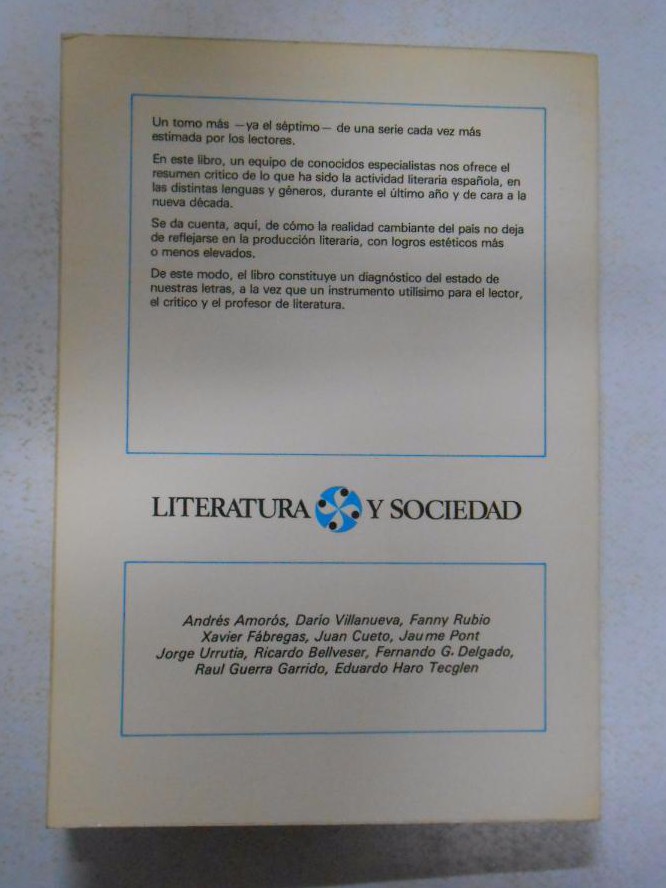 Un tomo más —ya el séptimo— de una serie cada vez más
estimada por los lectores.
En este libro, un equipo de conocidos especialistas nos ofrece el
resumen critico de lo que ha sido la actividad literaria española, en
las distintas lenguas y géneros, durante el último año y de cara a la
nueva década.
Se da cuenta, aquí, de cómo la realidad cambiante del país no deja
de reflejarse en la producción literaria, con logros estéticos más
o menos elevados.
De este modo, el libro constituye un diagnóstico del estado de
nuestras letras, a la vez que un instrumento utilísimo para el lector,
el crítico y el profesor de literatura.
LITERATURA Y SOCIEDAD
Andrés Amorós, Dario Villanueva, Fanny Rubio
Xavier Fábregas, Juan Cueto, Jaume Pont
Jorge Urrutia, Ricardo Bellveser, Fernando G. Delgado,
Raul Guerra Garrido, Eduardo Haro Tecglen